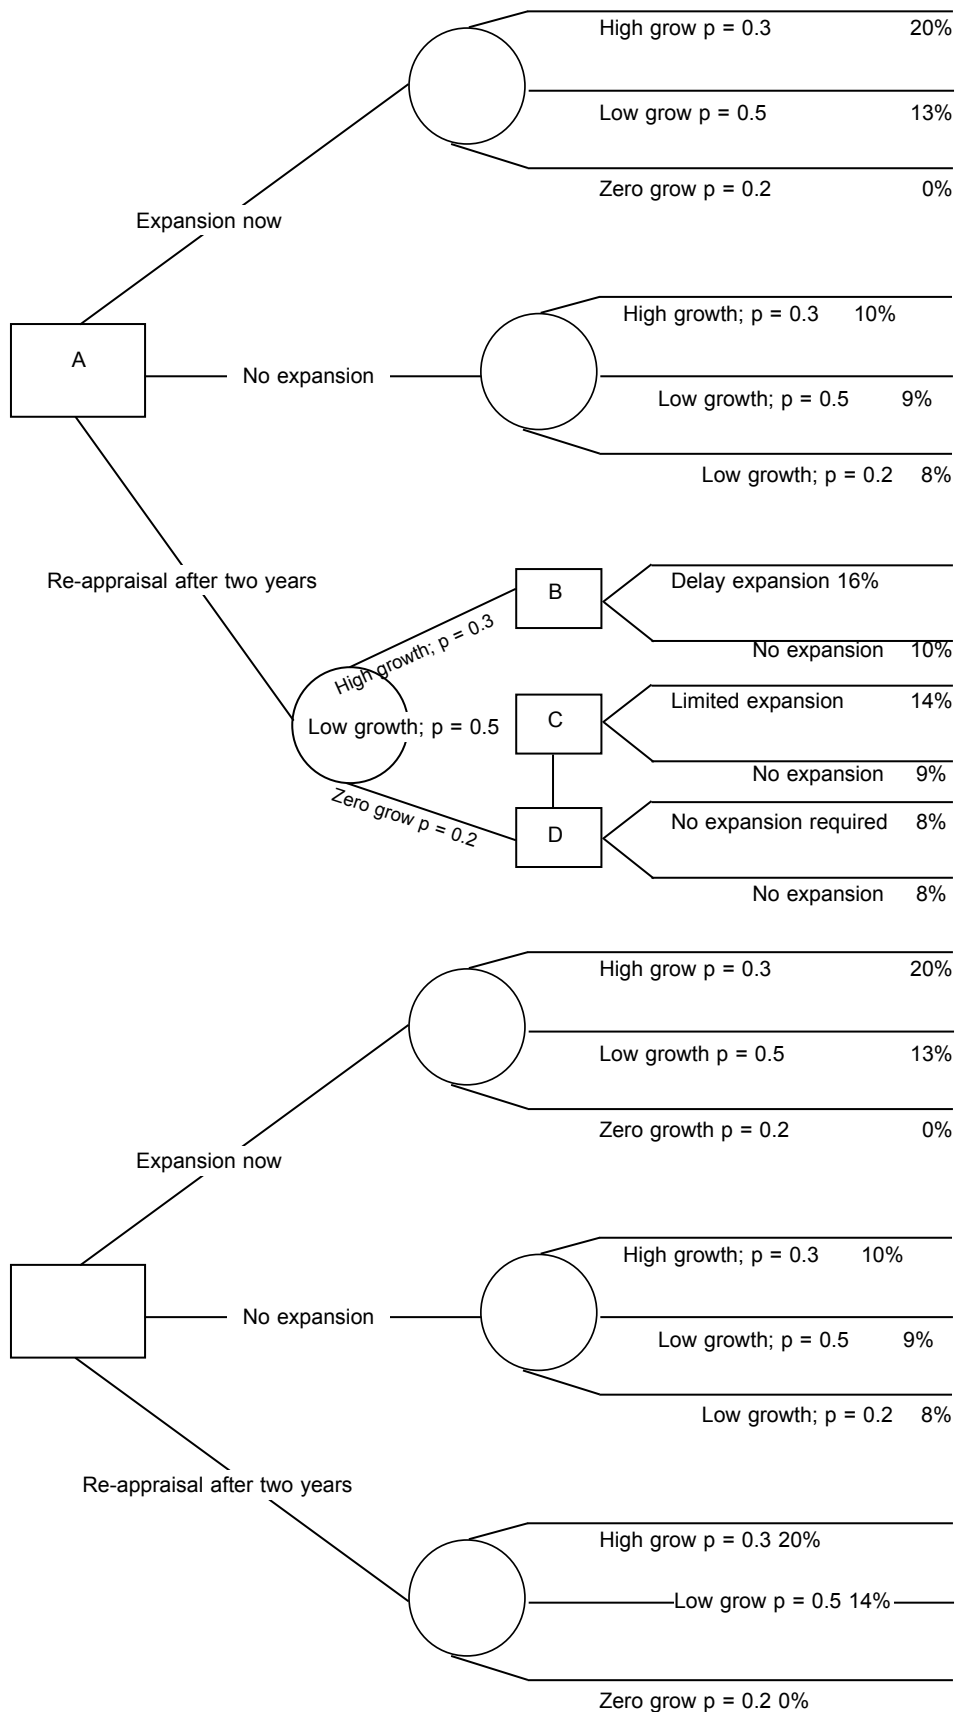 High grow p = 0.3 20%
Low grow p = 0.5 13%
Zero grow p = 0.2 0%
Expansion now
High growth; p = 0.3 10%
A
No expansion
Low growth; p = 0.5 9%
Low growth; p = 0.2 8%
Re-appraisal after two years
B
Delay expansion 16%
High growth; p = 0.3
No expansion 10%
Limited expansion 14%
C
Low growth; p = 0.5
No expansion 9%
Zero grow p = 0.2
D
No expansion required 8%
No expansion 8%
High grow p = 0.3 20%
Low growth p = 0.5 13%
Zero growth p = 0.2 0%
Expansion now
High growth; p = 0.3 10%
No expansion
Low growth; p = 0.5 9%
Low growth; p = 0.2 8%
Re-appraisal after two years
High grow p = 0.3 20%
Low grow p = 0.5 14%
Zero grow p = 0.2 0%